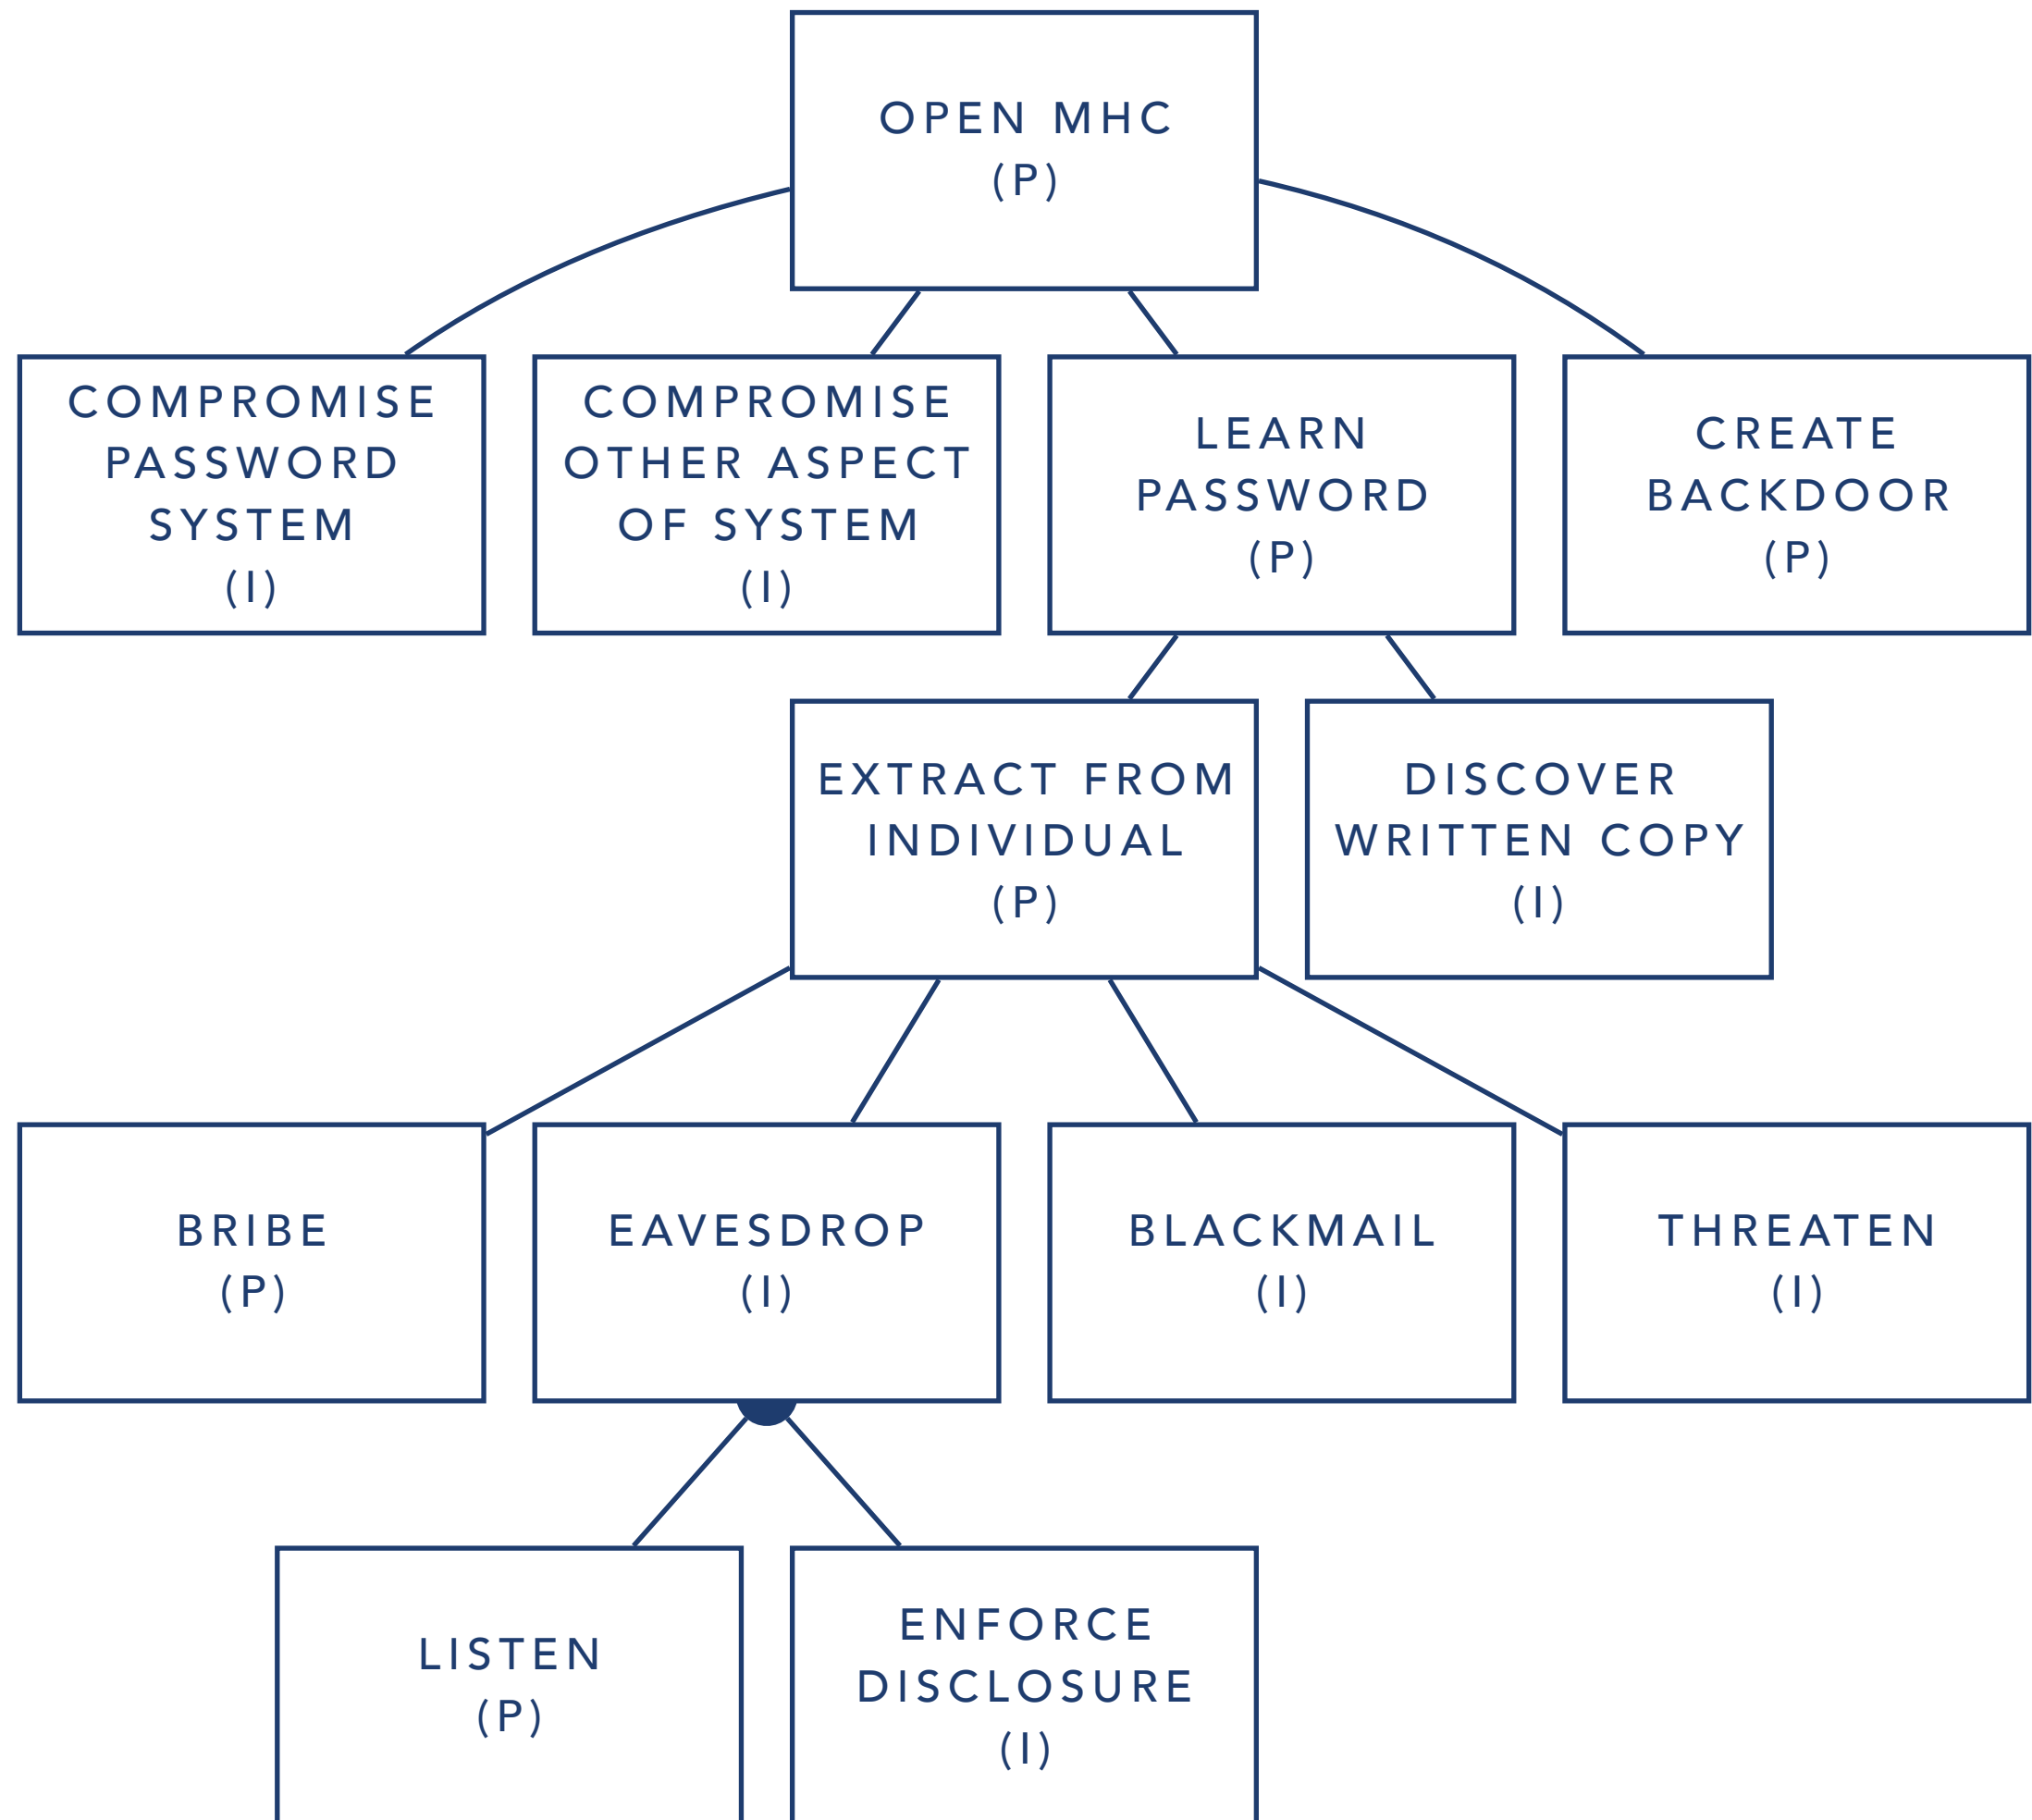 OPEN MHC
(P)
COMPROMISE
PASSWORD
SYSTEM
(I)
COMPROMISE
OTHER ASPECT
OF SYSTEM
(I)
LEARN
PASSWORD
(P)
CREATE
BACKDOOR
(P)
EXTRACT FROM
INDIVIDUAL
(P)
DISCOVER
WRITTEN COPY
(I)
BRIBE
(P)
EAVESDROP
(I)
BLACKMAIL
(I)
THREATEN
(I)
LISTEN
(P)
ENFORCE
DISCLOSURE
(I)